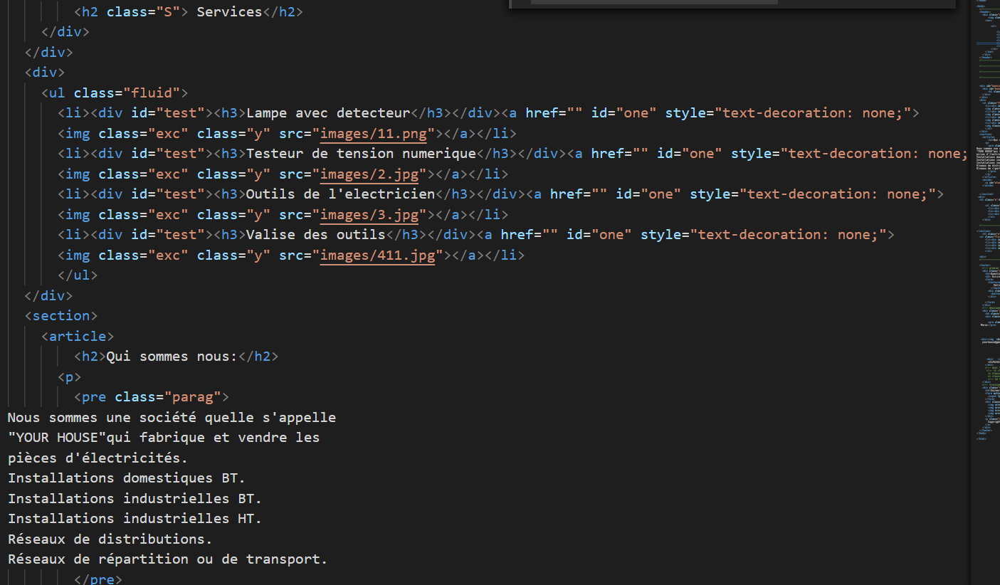 <h2 class="S"> Services</h2>
</div>
</div>
<div>
<ul class="fluid">
<li><div id="test"><h3>Lampe avec detecteur</h3></div><a href="" id="one" style="text-decoration: none;">
<img class="exc" class="y" src="images/11.png"></a></li>
<li><div id="test"><h3>Testeur de tension numerique</h3></div><a href="" id="one" style="text-decoration: none;
<img class="exc" class="y" src="images/2.jpg"></a></li>
<li><div id="test"><h3>Outils de l'electricien</h3></div><a href="" id="one" style="text-decoration: none;">
<img class="exc" class="y" src="images/3.jpg"></a></li>
<li><div id="test"><h3>Valise des outils</h3></div><a href="" id="one" style="text-decoration: none;">
<img class="exc" class="y" src="images/411.jpg"></a></li>
</ul>
</div>
<section>
<article>
<h2>Qui sommes nous:</h2>
<p>
<pre class="parag">
Nous sommes une société quelle s'appelle
"YOUR HOUSE"qui fabrique et vendre les
pièces d'électricités.
Installations domestiques BT.
Installations industrielles BT.
Installations industrielles HT.
Réseaux de distributions.
Réseaux de répartition ou de transport.
</pre>